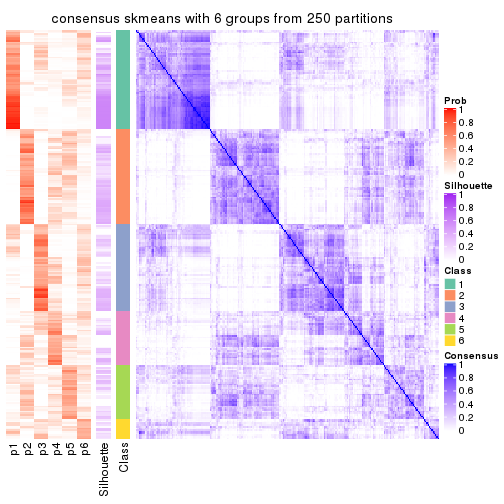 consensus skmeans with 6 groups from 250 partitions
Prob
1
0.8
0.6
0.4
0.2
0
Silhouette
1
0.8
0.6
0.4
0.2
0
Class
1
2
3
4
5
6
Consensus
1
0.8
0.6
0.4
0.2
0
p1
p2
p3
p4
p5
p6
Silhouette
Class